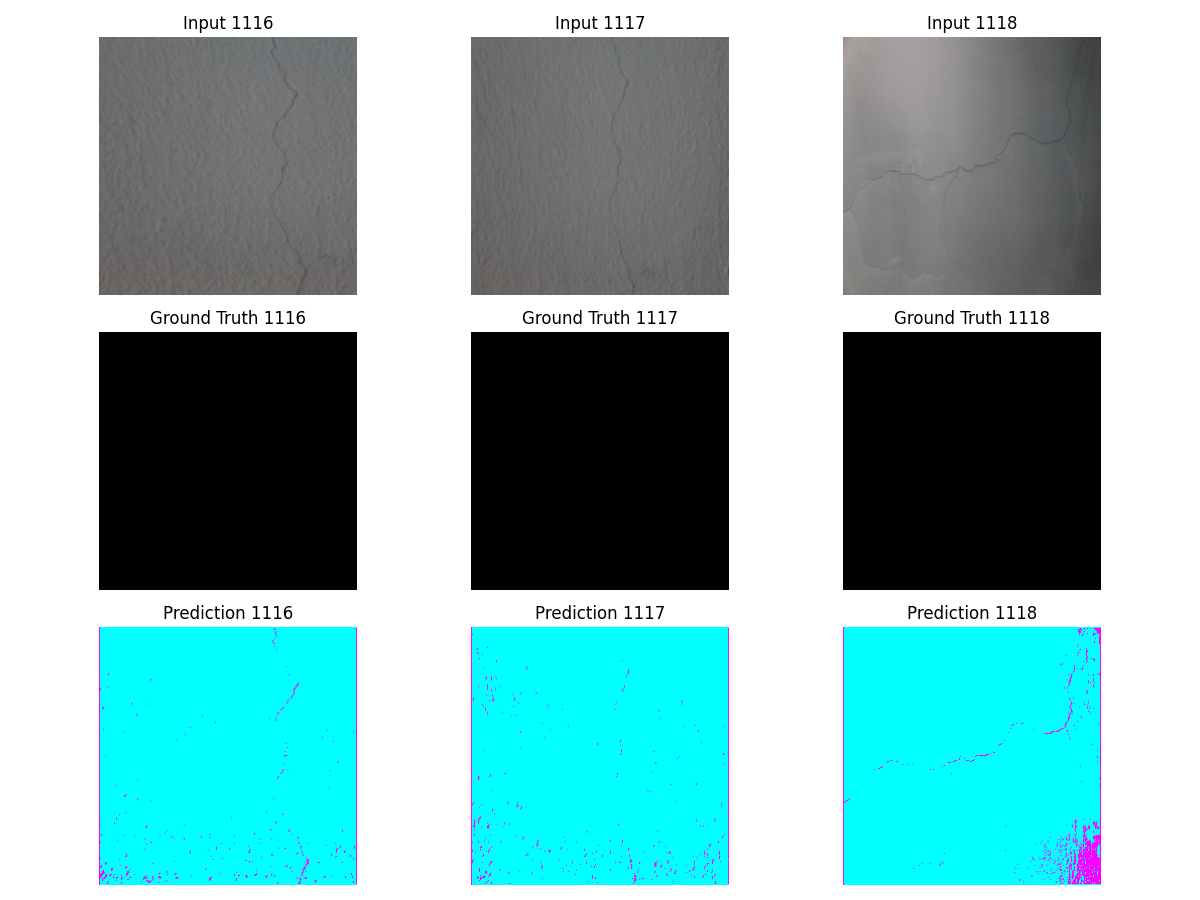 Input 1116
Input 1117
Input 1118
Ground Truth 1116
Ground Truth 1117
Ground Truth 1118
Prediction 1116
Prediction 1117
Prediction 1118